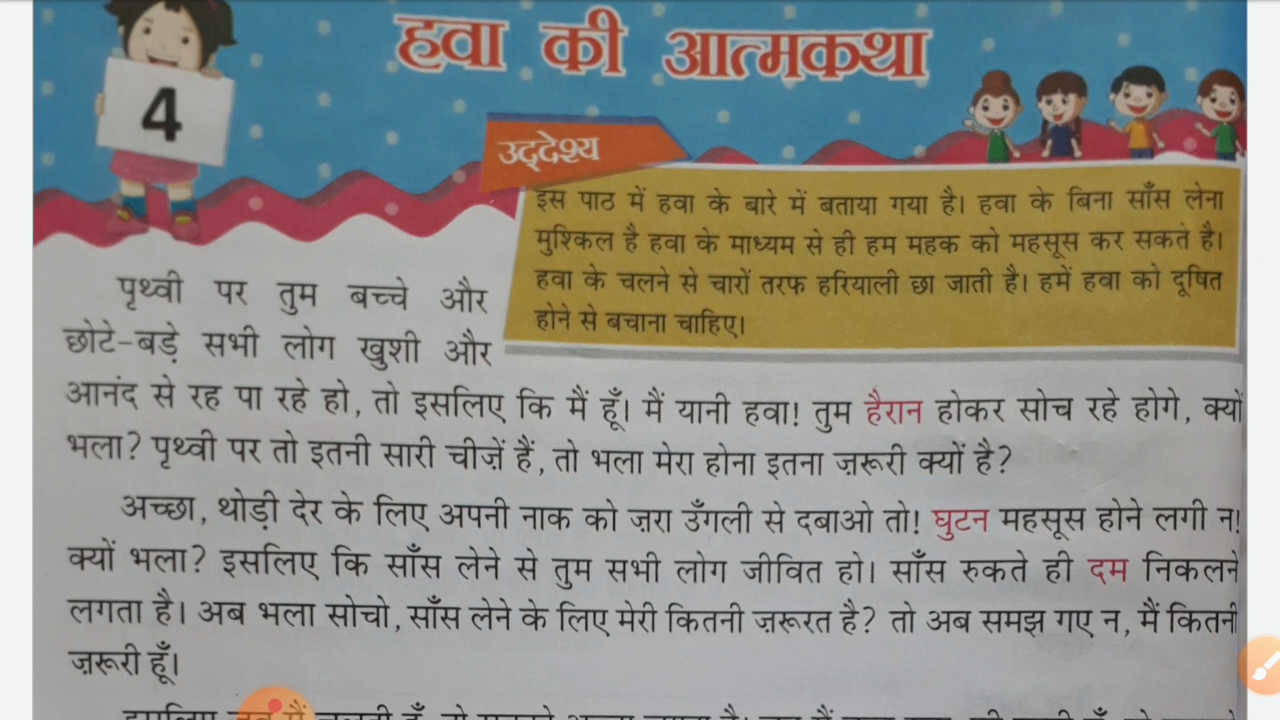 हवा की आत्मकथा
4
उद्देश्य
इस पाठ में हवा के बारे में बताया गया है। हवा के बिना साँस लेना
मुश्किल है हवा के माध्यम से ही हम महक को महसूस कर सकते है।
हवा के चलने से चारों तरफ हरियाली छा जाती है। हमें हवा को दूषित
होने से बचाना चाहिए।
पृथ्वी पर तुम बच्चे और
छोटे-बड़े सभी लोग खुशी और
आनंद से रह पा रहे हो, तो इसलिए कि मैं हूँ। मैं यानी हवा! तुम हैरान होकर सोच रहे होगे, क्यों
भला? पृथ्वी पर तो इतनी सारी चीज़ें हैं, तो भला मेरा होना इतना ज़रूरी क्यों है?
अच्छा, थोड़ी देर के लिए अपनी नाक को ज़रा उँगली से दबाओ तो! घुटन महसूस होने लगी न!
क्यों भला? इसलिए कि साँस लेने से तुम सभी लोग जीवित हो। साँस रुकते ही दम निकलने
लगता है। अब भला सोचो, साँस लेने के लिए मेरी कितनी ज़रूरत है? तो अब समझ गए न, मैं कितनी
ज़रूरी हूँ।